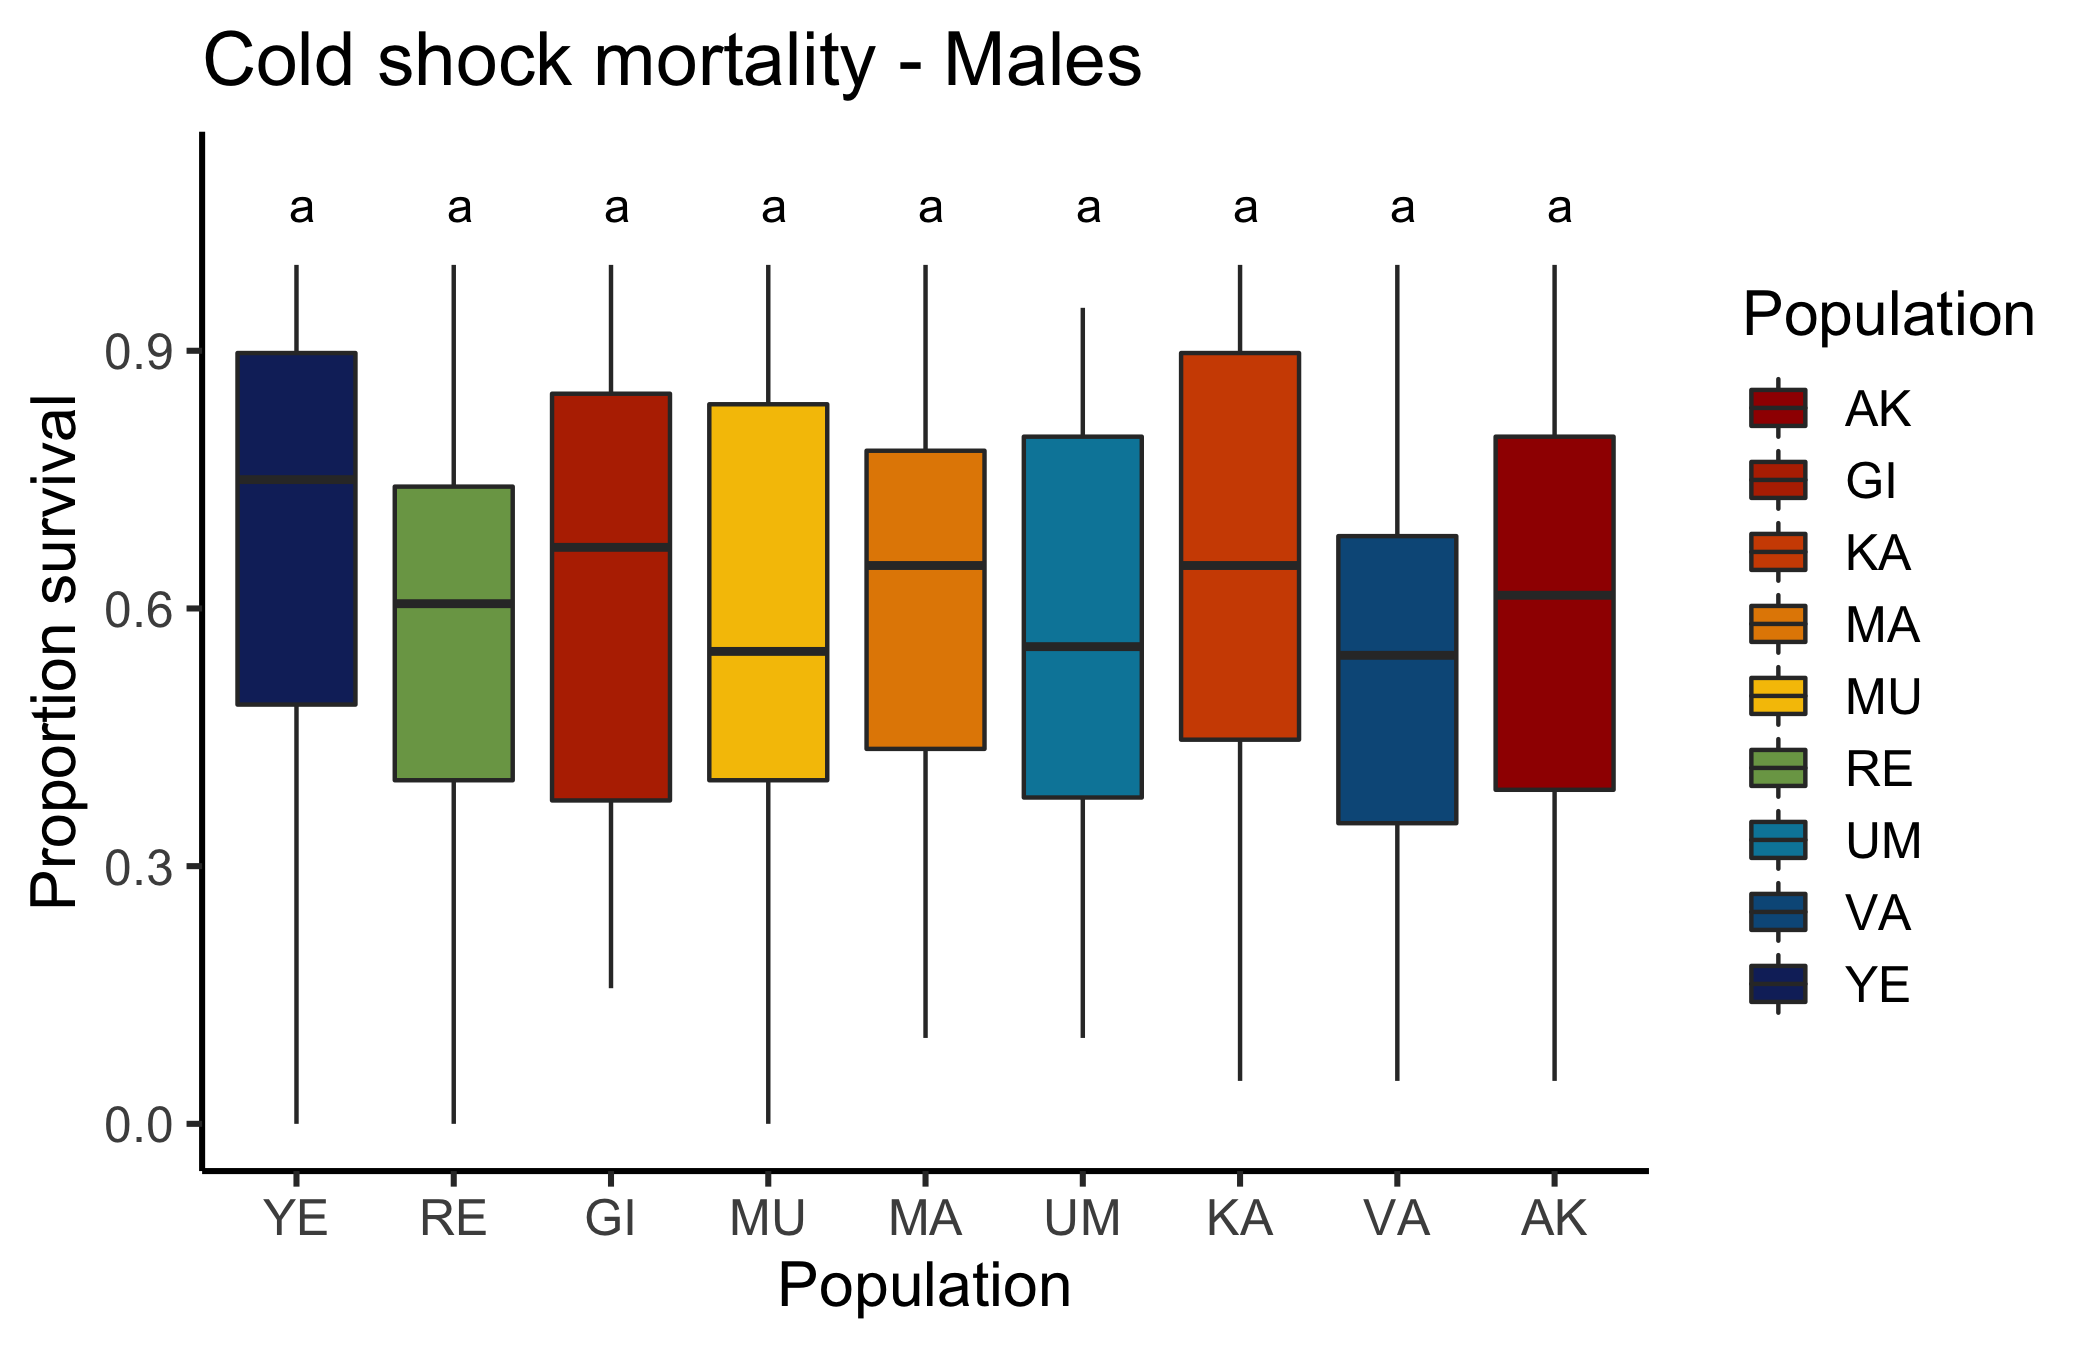 Cold shock mortality - Males
a a a a a a a a a
Proportion survival
0.9
0.6
0.3
0.0
YE RE GI MU MA UM KA VA AK
Population
Population
AK
GI
KA
MA
MU
RE
UM
VA
YE